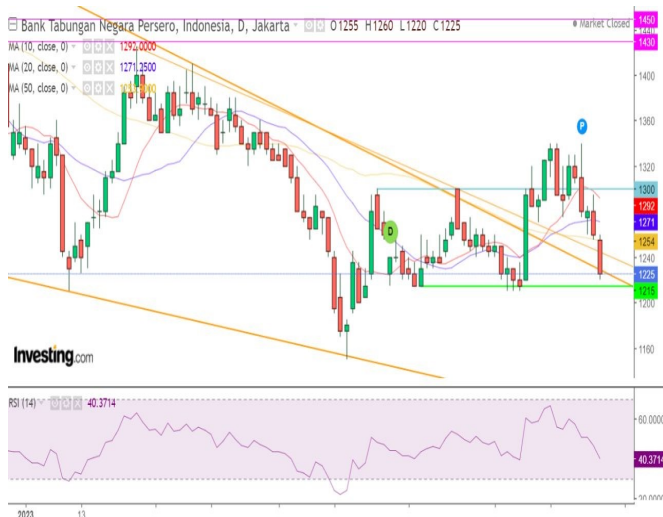 Bank Tabungan Negara Persero, Indonesia, D, Jakarta O1255 H1260 L1220 C1225
Market Closed
MA (10, close, 0) 1292.0000
MA (20, close, 0) 1271.2500
MA (50, close, 0)
1450
1430
1400
1360
1320
1300
1292
1271
1254
1240
1225
1215
1200
1160
P
D
Investing.com
RSI (14) 40.3714
60.0000
40.3714
2023
13